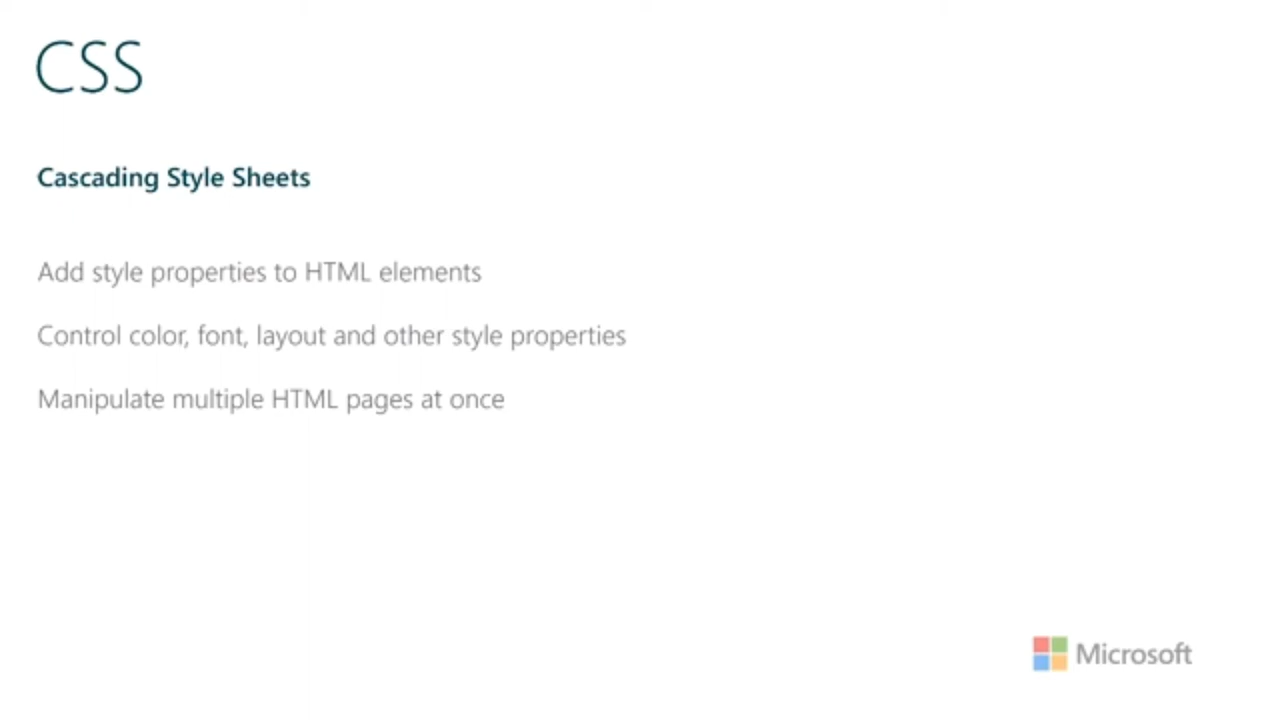 CSS
Cascading Style Sheets
Add style properties to HTML elements
Control color, font, layout and other style properties
Manipulate multiple HTML pages at once
Microsoft